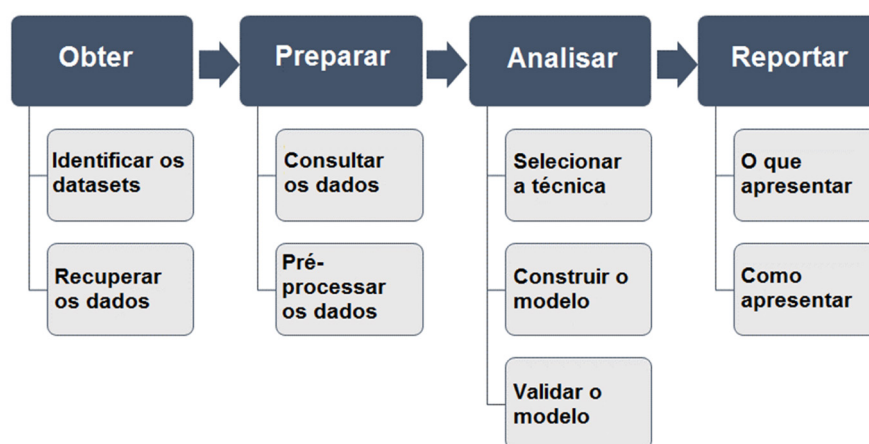 Obter
Preparar
Analisar
Reportar
Identificar os
datasets
Recuperar
os dados
Consultar
os dados
Pré-
processar
os dados
Selecionar
a técnica
Construir o
modelo
Validar o
modelo
O que
apresentar
Como
apresentar